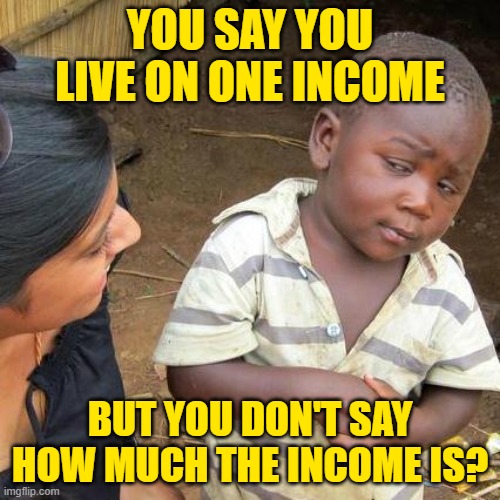 YOU SAY YOU
LIVE ON ONE INCOME
BUT YOU DON'T SAY
HOW MUCH THE INCOME IS?
imgflip.com